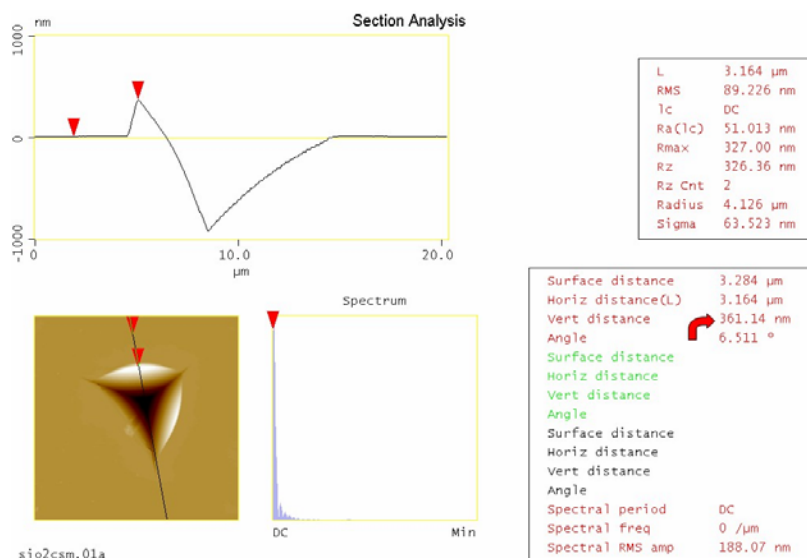 Section Analysis
nm
1000
0
-1000
0
10.0
20.0
µm
L 3.164 µm
RMS 89.226 nm
lc DC
Ra(lc) 51.013 nm
Rmax 327.00 nm
Rz 326.36 nm
Rz Cnt 2
Radius 4.126 µm
Sigma 63.523 nm
Surface distance 3.284 µm
Horiz distance(L) 3.164 µm
Vert distance 361.14 nm
Angle 6.511 °
Surface distance
Horiz distance
Vert distance
Angle
Surface distance
Horiz distance
Vert distance
Angle
Spectral period DC
Spectral freq 0 /µm
Spectral RMS amp 188.07 nm
Spectrum
DC Min
sio2csm.01a